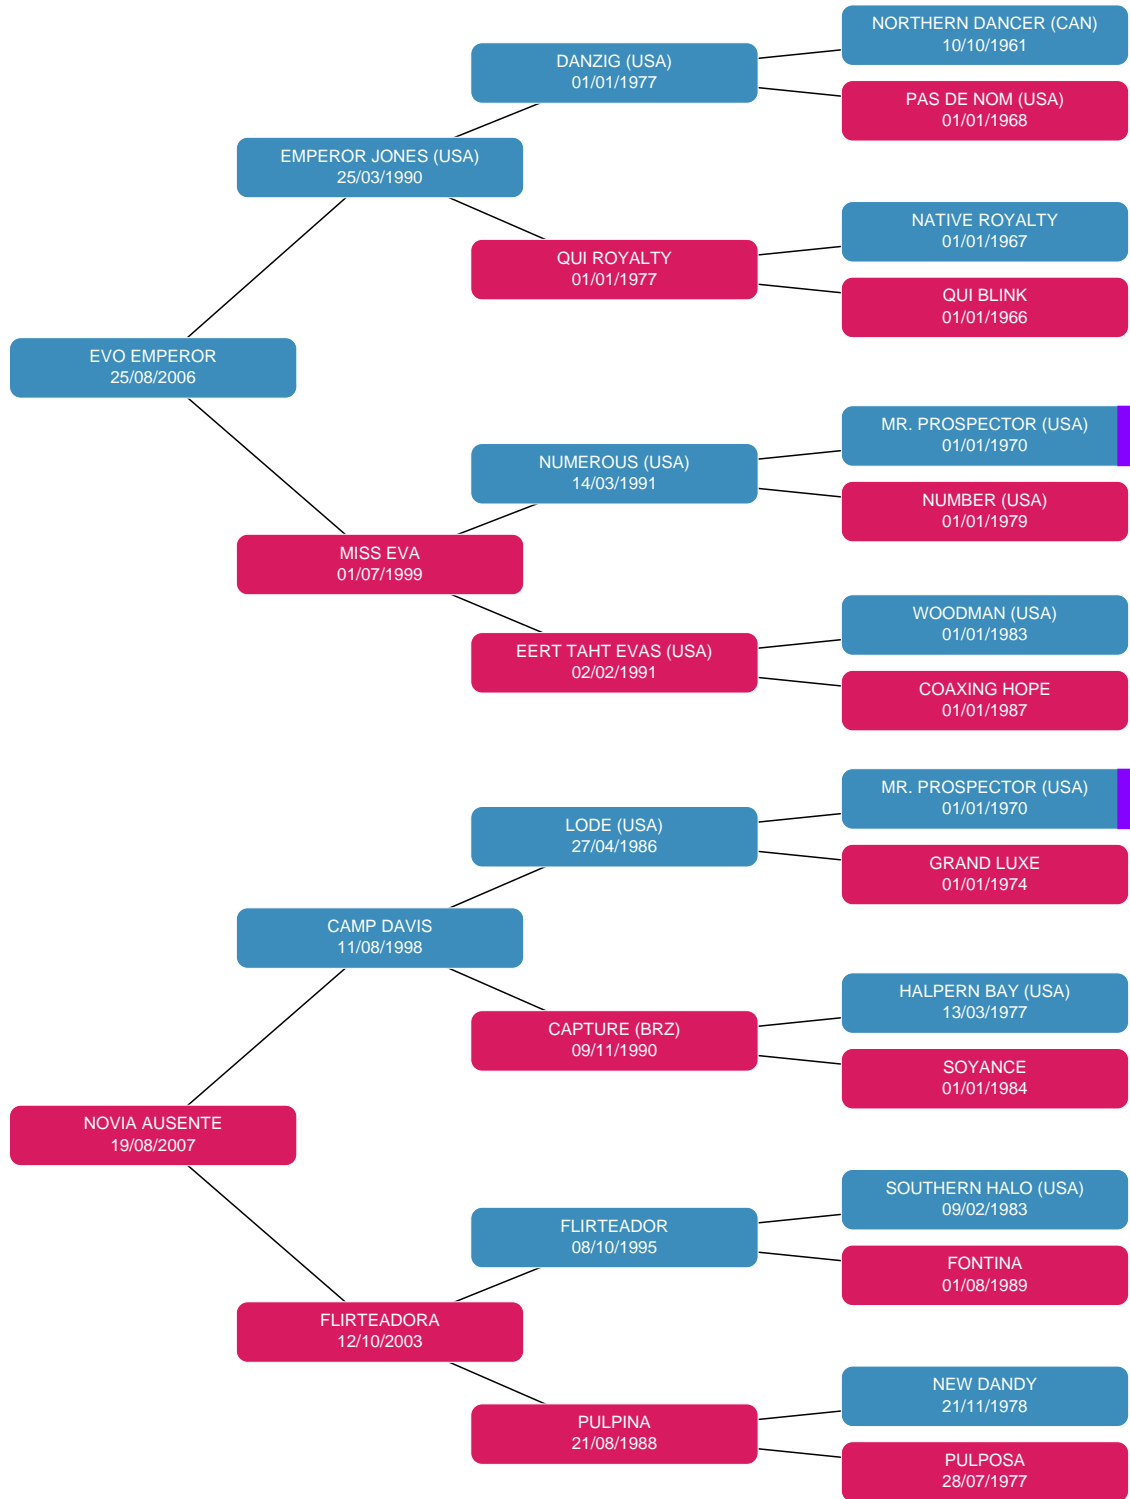 NORTHERN DANCER (CAN)
10/10/1961
DANZIG (USA)
01/01/1977
PAS DE NOM (USA)
01/01/1968
EMPEROR JONES (USA)
25/03/1990
NATIVE ROYALTY
01/01/1967
QUI ROYALTY
01/01/1977
QUI BLINK
01/01/1966
EVO EMPEROR
25/08/2006
MR. PROSPECTOR (USA)
01/01/1970
NUMEROUS (USA)
14/03/1991
NUMBER (USA)
01/01/1979
MISS EVA
01/07/1999
WOODMAN (USA)
01/01/1983
EERT TAHT EVAS (USA)
02/02/1991
COAXING HOPE
01/01/1987
MR. PROSPECTOR (USA)
01/01/1970
LODE (USA)
27/04/1986
GRAND LUXE
01/01/1974
CAMP DAVIS
11/08/1998
HALPERN BAY (USA)
13/03/1977
CAPTURE (BRZ)
09/11/1990
SOYANCE
01/01/1984
NOVIA AUSENTE
19/08/2007
SOUTHERN HALO (USA)
09/02/1983
FLIRTEADOR
08/10/1995
FONTINA
01/08/1989
FLIRTEADORA
12/10/2003
NEW DANDY
21/11/1978
PULPINA
21/08/1988
PULPOSA
28/07/1977